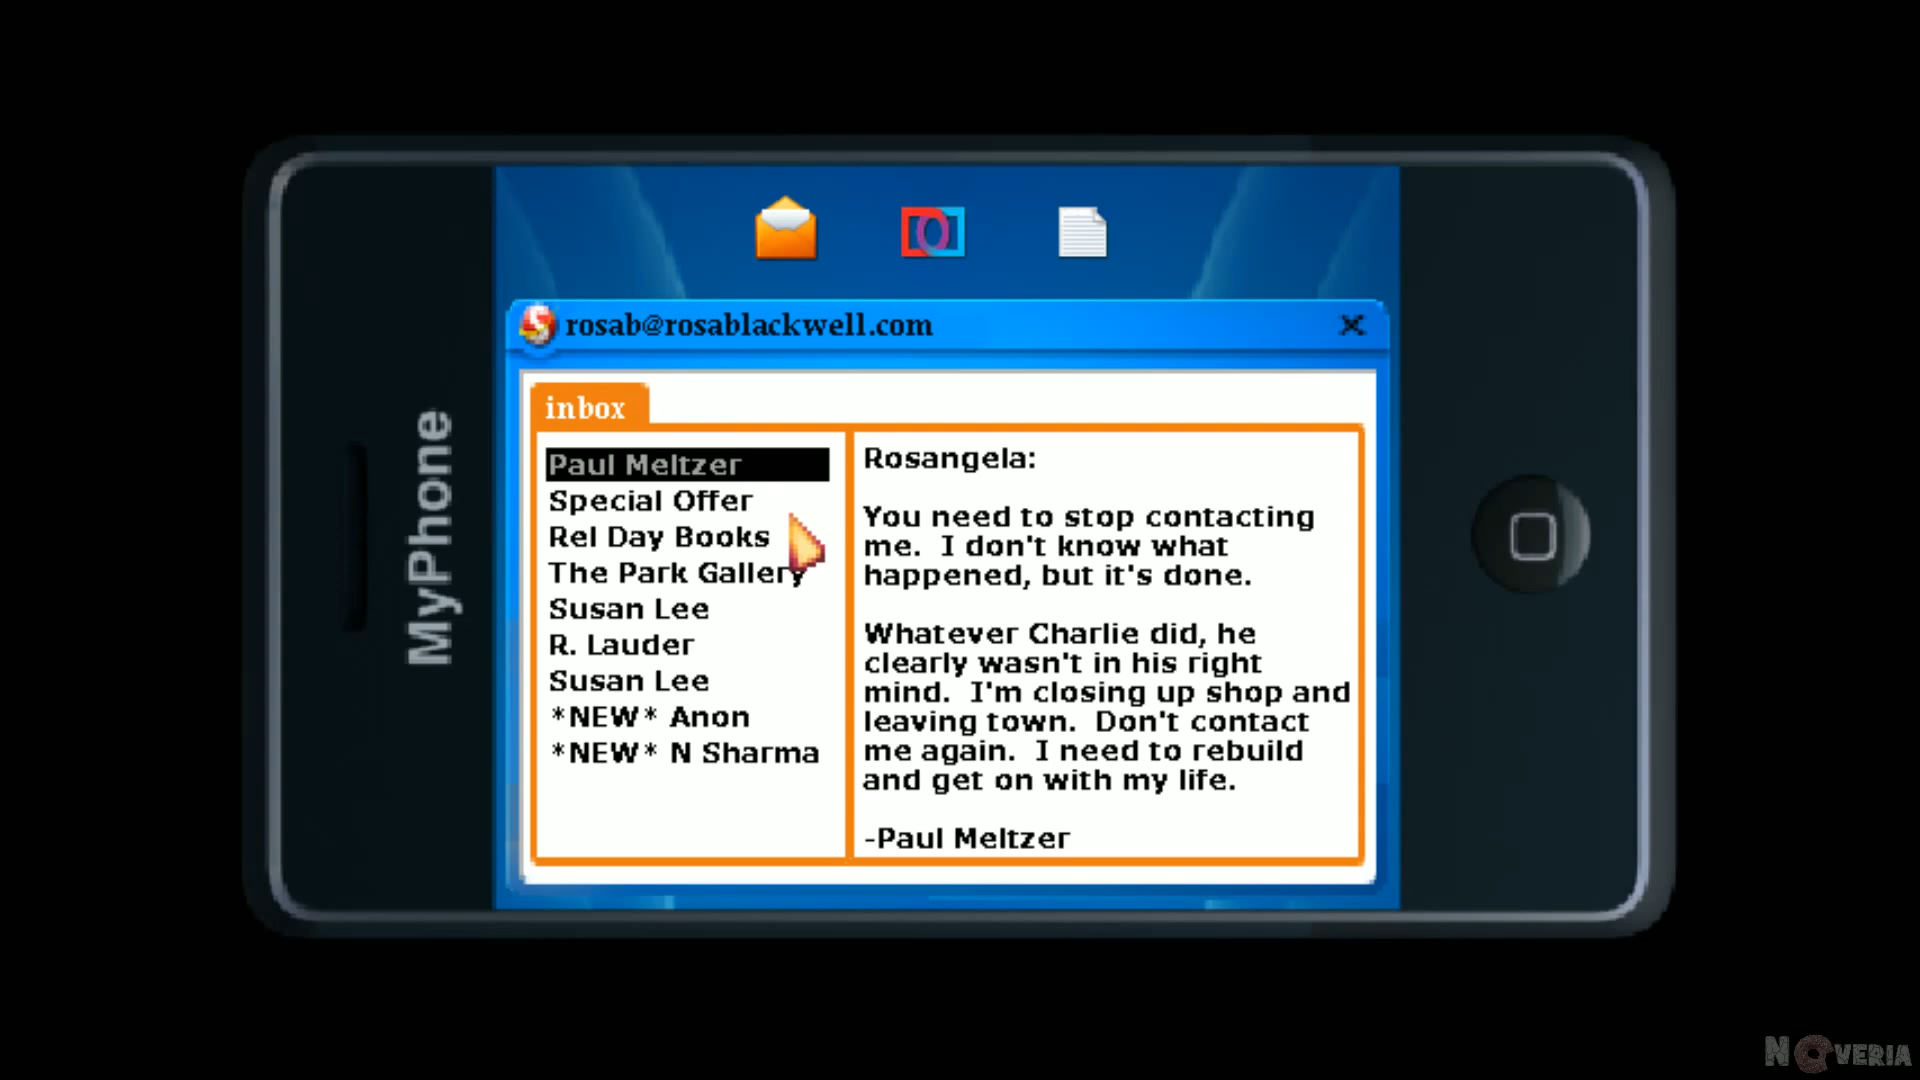 MyPhone
rosab@rosablackwell.com
inbox
Paul Meltzer
Special Offer
Rel Day Books
The Park Gallery
Susan Lee
R. Lauder
Susan Lee
*NEW* Anon
*NEW* N Sharma
Rosangela:
You need to stop contacting
me.  I don't know what
happened, but it's done.
Whatever Charlie did, he
clearly wasn't in his right
mind.  I'm closing up shop and
leaving town.  Don't contact
me again.  I need to rebuild
and get on with my life.
-Paul Meltzer
NOVERIA